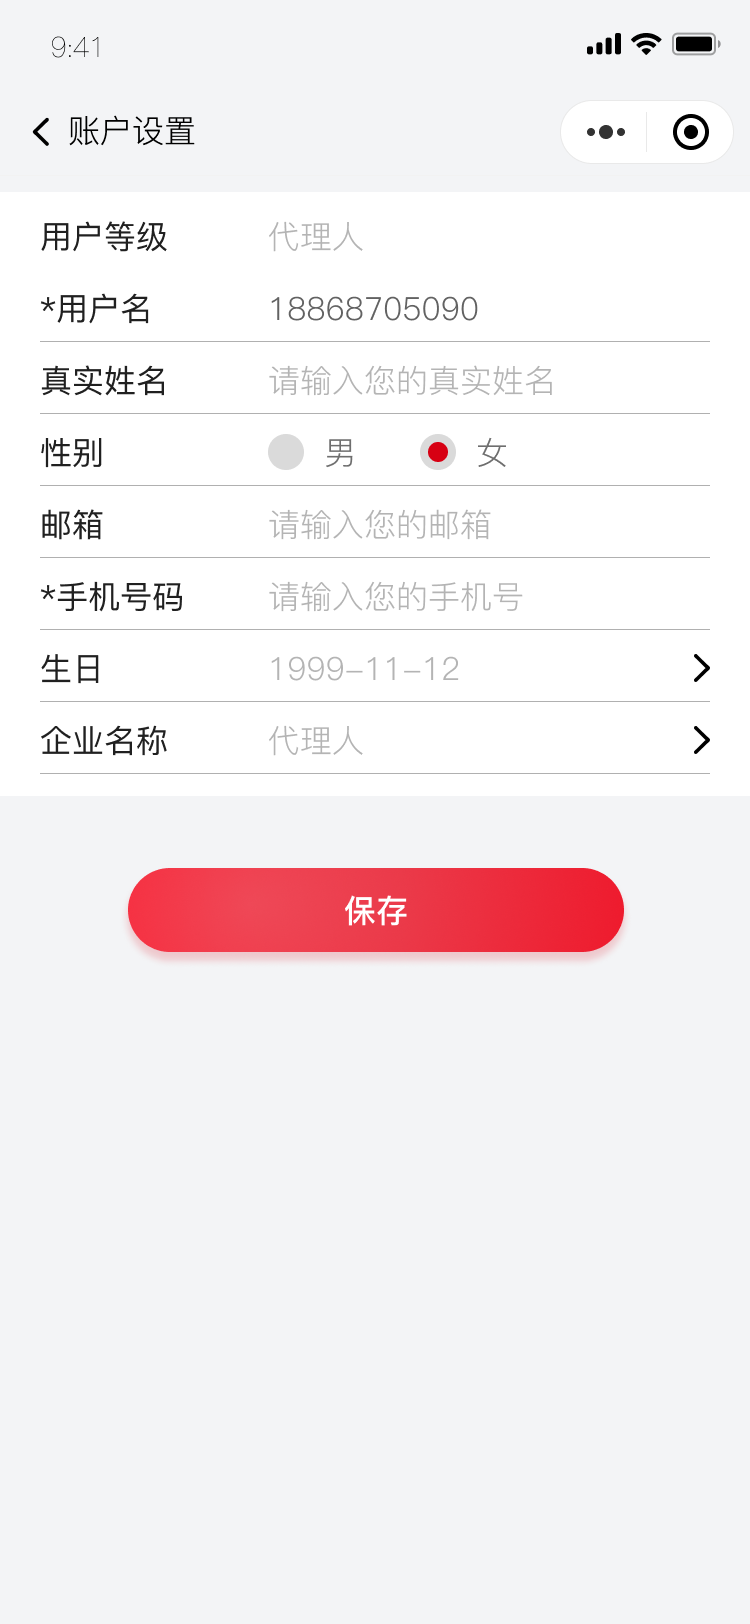 9:41
账户设置
用户等级 代理人
*用户名 18868705090
真实姓名 请输入您的真实姓名
性别 男 女
邮箱 请输入您的邮箱
*手机号码 请输入您的手机号
生日 1999-11-12
企业名称 代理人
保存